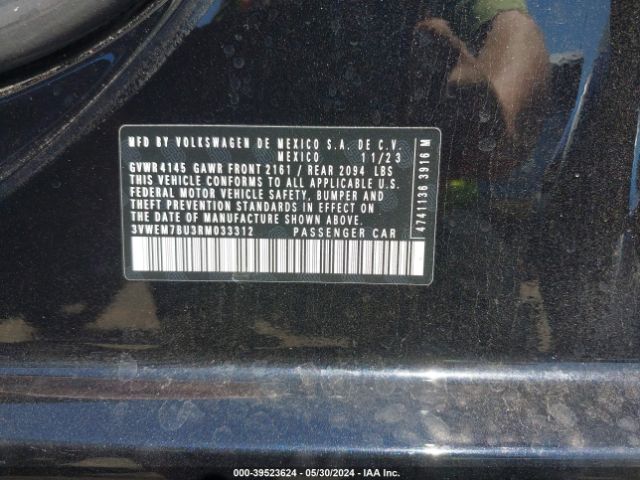 MFD BY VOLKSWAGEN DE MEXICO S.A. DE C.V.
MEXICO 11/23
GVWR 4145 GAWR FRONT 2161 / REAR 2094 LBS
THIS VEHICLE CONFORMS TO ALL APPLICABLE U.S.
FEDERAL MOTOR VEHICLE SAFETY, BUMPER AND
THEFT PREVENTION STANDARDS IN EFFECT ON THE
DATE OF MANUFACTURE SHOWN ABOVE.
3VWEM7BU3RM033312 PASSENGER CAR
4741136 3916 M
000-39523624 - 05/30/2024 - IAA Inc.